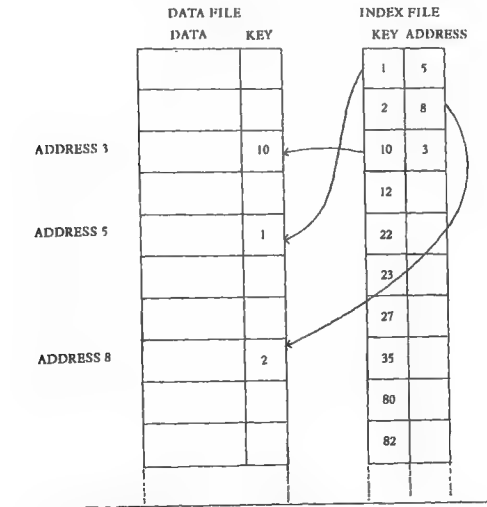 DATA FILE INDEX FILE
DATA KEY KEY ADDRESS
1 5
2 8
ADDRESS 3 10 10 3
12
ADDRESS 5 1 22
23
27
ADDRESS 8 2 35
80
82